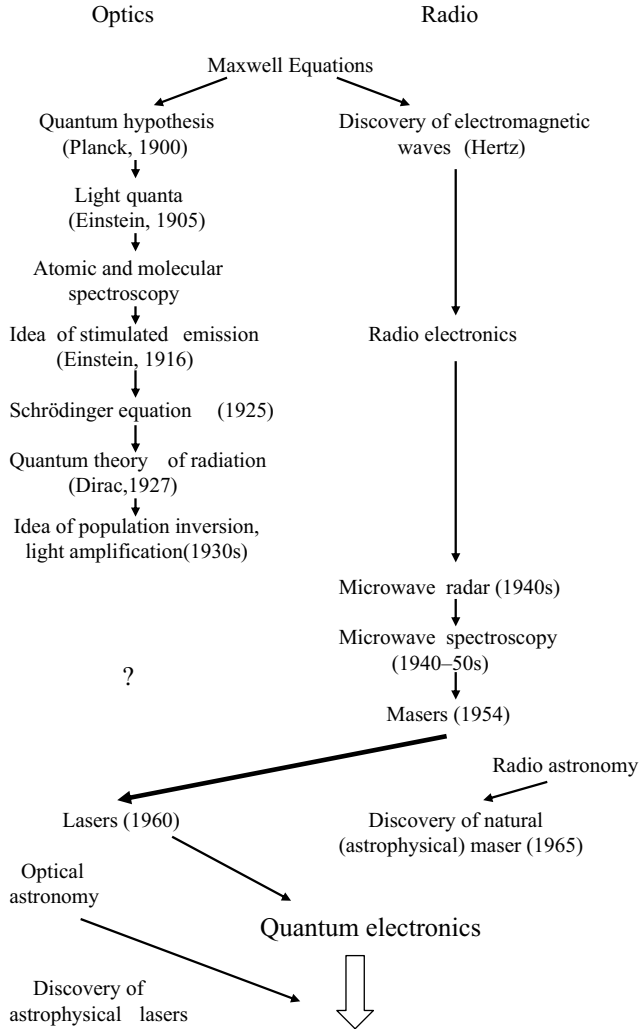 Optics
Radio
Maxwell Equations
Quantum hypothesis
(Planck, 1900)
Discovery of electromagnetic
waves (Hertz)
Light quanta
(Einstein, 1905)
Atomic and molecular
spectroscopy
Idea of stimulated emission
(Einstein, 1916)
Radio electronics
Schrödinger equation (1925)
Quantum theory of radiation
(Dirac,1927)
Idea of population inversion,
light amplification(1930s)
Microwave radar (1940s)
Microwave spectroscopy
(1940–50s)
?
Masers (1954)
Radio astronomy
Lasers (1960)
Discovery of natural
(astrophysical) maser (1965)
Optical
astronomy
Quantum electronics
Discovery of
astrophysical lasers